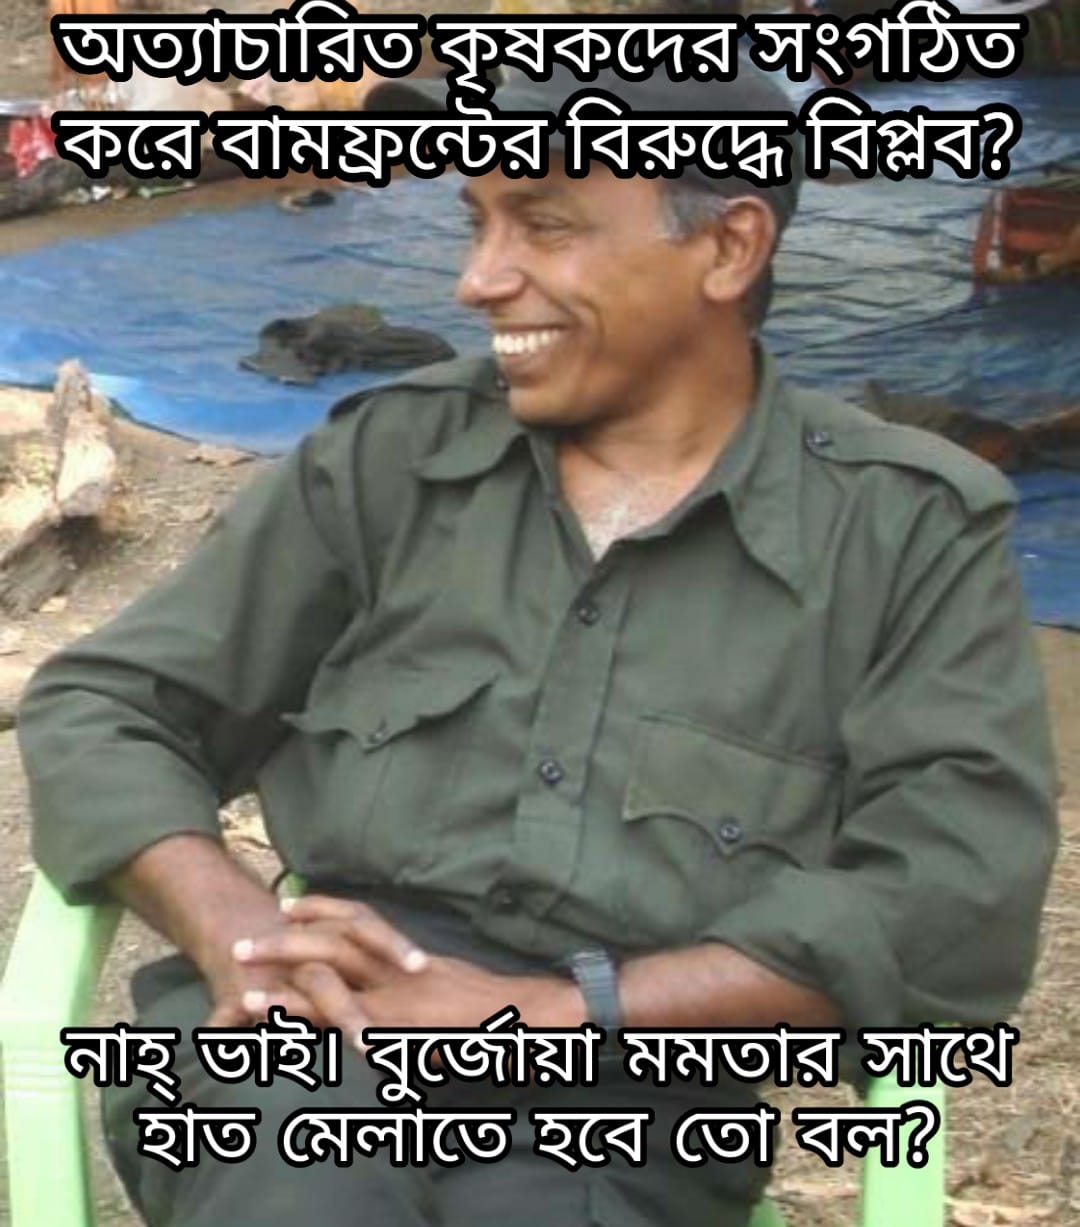 অত্যাচারিত কৃষকদের সংগঠিত
করে বামফ্রন্টের বিরুদ্ধে বিপ্লব?
নাহ্ ভাই। বুর্জোয়া মমতার সাথে
হাত মেলাতে হবে তো বল?